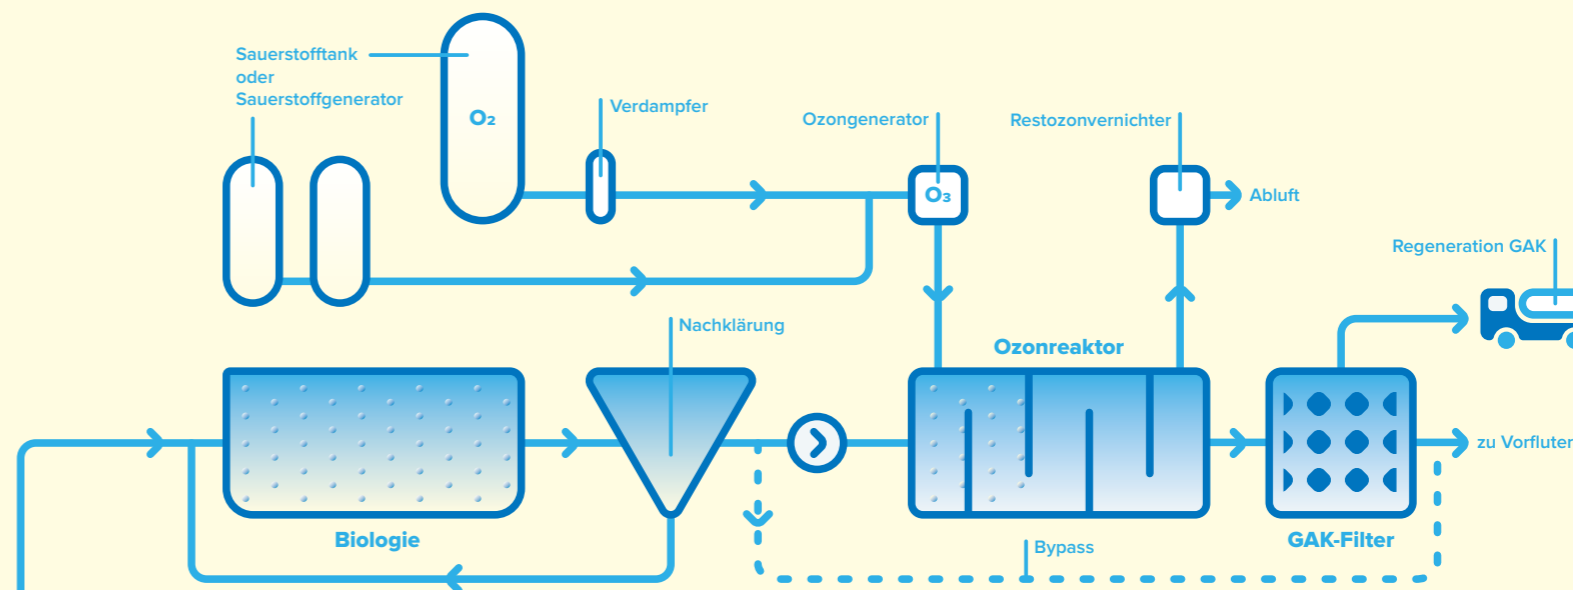 Sauerstofftank
oder
Sauerstoffgenerator
O₂
Verdampfer
Ozongenerator
O₃
Restozonvernichter
Abluft
Regeneration GAK
Nachklärung
Ozonreaktor
zu Vorfluter
Biologie
Bypass
GAK-Filter